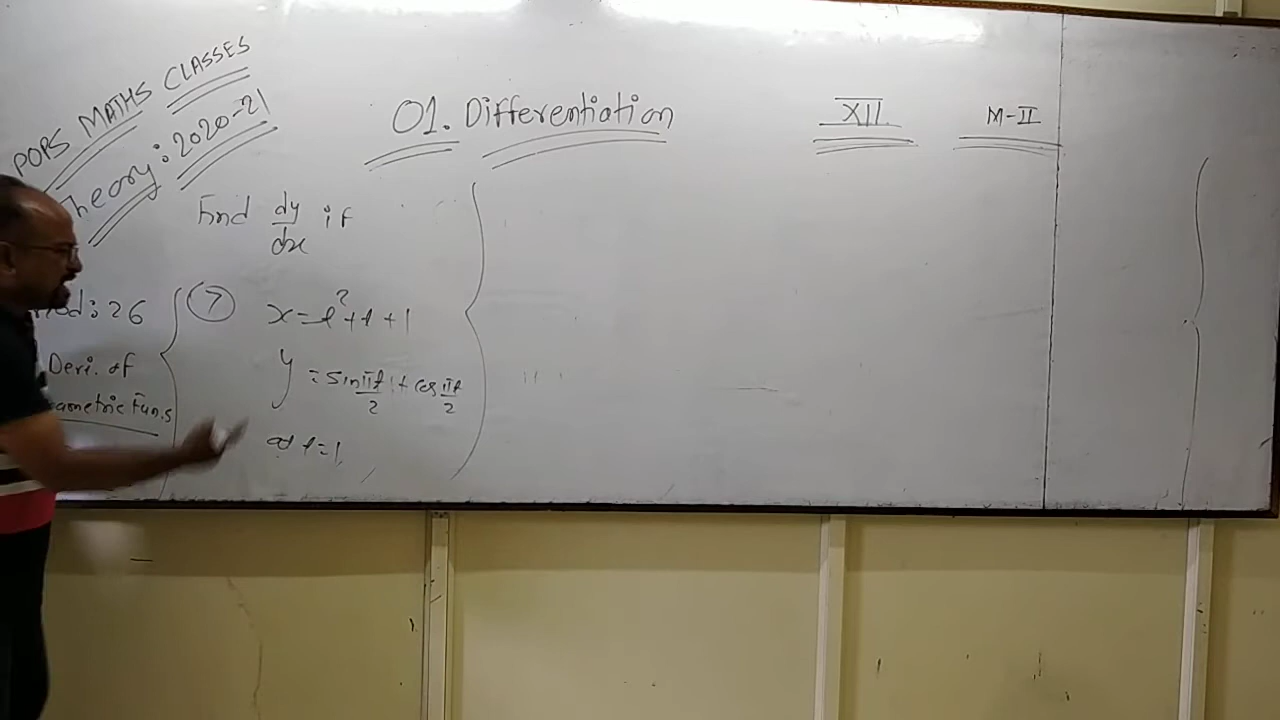 POPS MATHS CLASSES
Theory: 2020-21
01. Differentiation
XII
M-II
Find dy/dx if
: 26
Deri. of
Fun.s
(7) x = t² + t + 1
y = sin πt/2 + cos πt/2
at t = 1